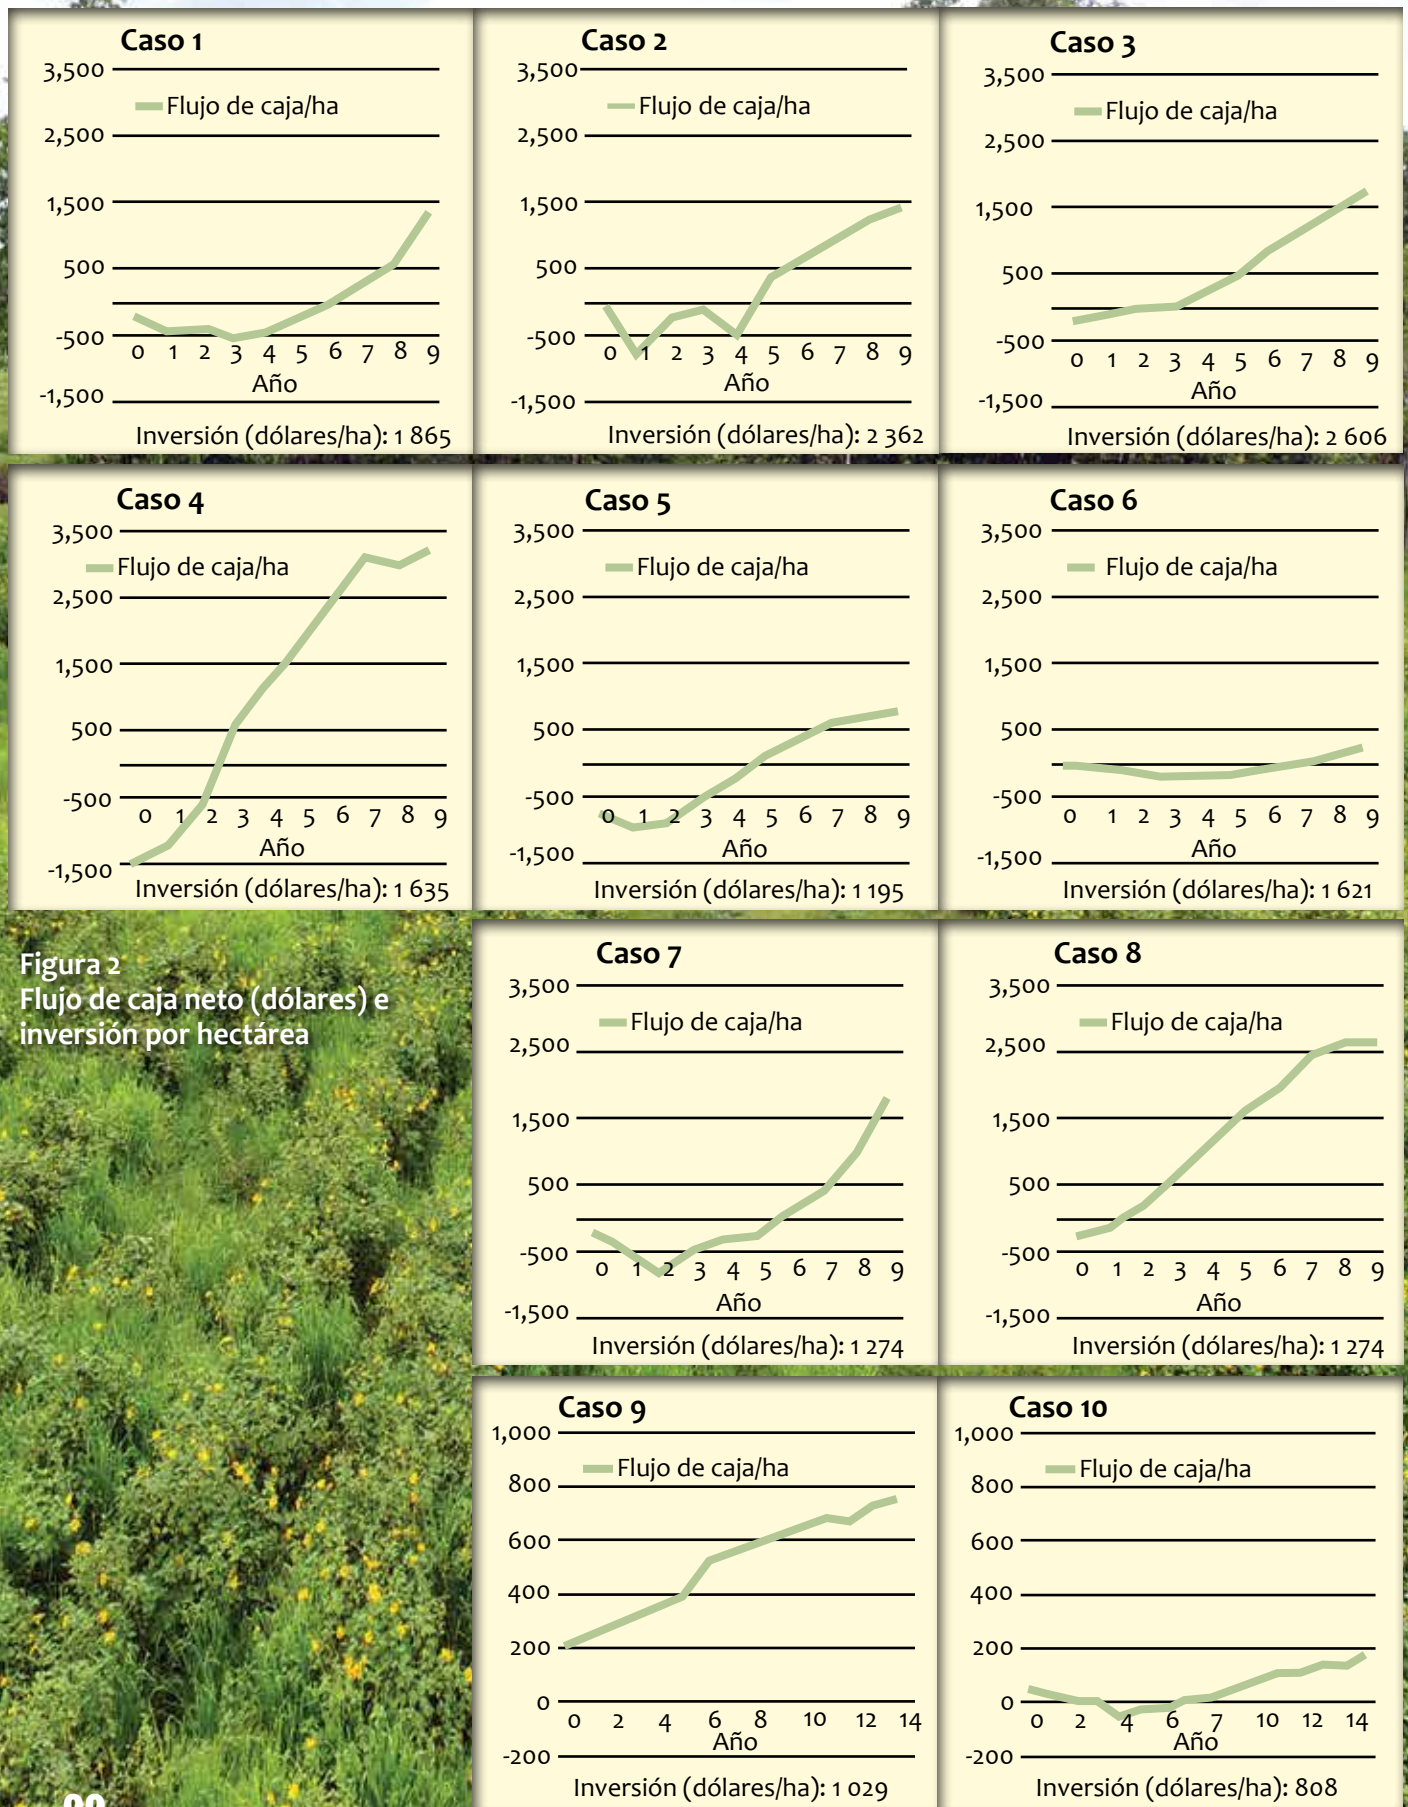 Caso 1
3,500
Flujo de caja/ha
2,500
1,500
500
-500
0 1 2 3 4 5 6 7 8 9
Año
-1,500
Inversión (dólares/ha): 1 865
Caso 2
3,500
Flujo de caja/ha
2,500
1,500
500
-500
0 1 2 3 4 5 6 7 8 9
Año
-1,500
Inversión (dólares/ha): 2 362
Caso 3
3,500
Flujo de caja/ha
2,500
1,500
500
-500
0 1 2 3 4 5 6 7 8 9
Año
-1,500
Inversión (dólares/ha): 2 606
Caso 4
3,500
Flujo de caja/ha
2,500
1,500
500
-500
0 1 2 3 4 5 6 7 8 9
Año
-1,500
Inversión (dólares/ha): 1 635
Caso 5
3,500
Flujo de caja/ha
2,500
1,500
500
-500
0 1 2 3 4 5 6 7 8 9
Año
-1,500
Inversión (dólares/ha): 1 195
Caso 6
3,500
Flujo de caja/ha
2,500
1,500
500
-500
0 1 2 3 4 5 6 7 8 9
Año
-1,500
Inversión (dólares/ha): 1 621
Figura 2
Flujo de caja neto (dólares) e
inversión por hectárea
Caso 7
3,500
Flujo de caja/ha
2,500
1,500
500
-500
0 1 2 3 4 5 6 7 8 9
Año
-1,500
Inversión (dólares/ha): 1 274
Caso 8
3,500
Flujo de caja/ha
2,500
1,500
500
-500
0 1 2 3 4 5 6 7 8 9
Año
-1,500
Inversión (dólares/ha): 1 274
Caso 9
1,000
Flujo de caja/ha
800
600
400
200
0
0 2 4 6 8 10 12 14
Año
-200
Inversión (dólares/ha): 1 029
Caso 10
1,000
Flujo de caja/ha
800
600
400
200
0
0 2 4 6 7 10 12 14
Año
-200
Inversión (dólares/ha): 808